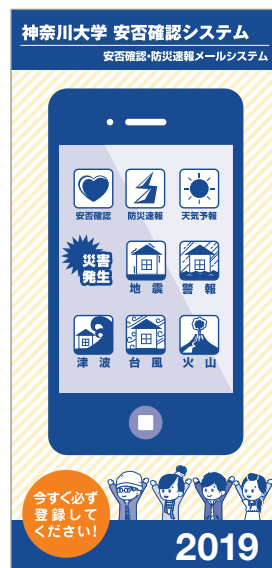 神奈川大学 安否確認システム
安否確認・防災速報メールシステム
安否確認 防災速報 天気予報
災害
発生
地震 警報
津波 台風 火山
今すぐ必ず
登録して
ください!
2019